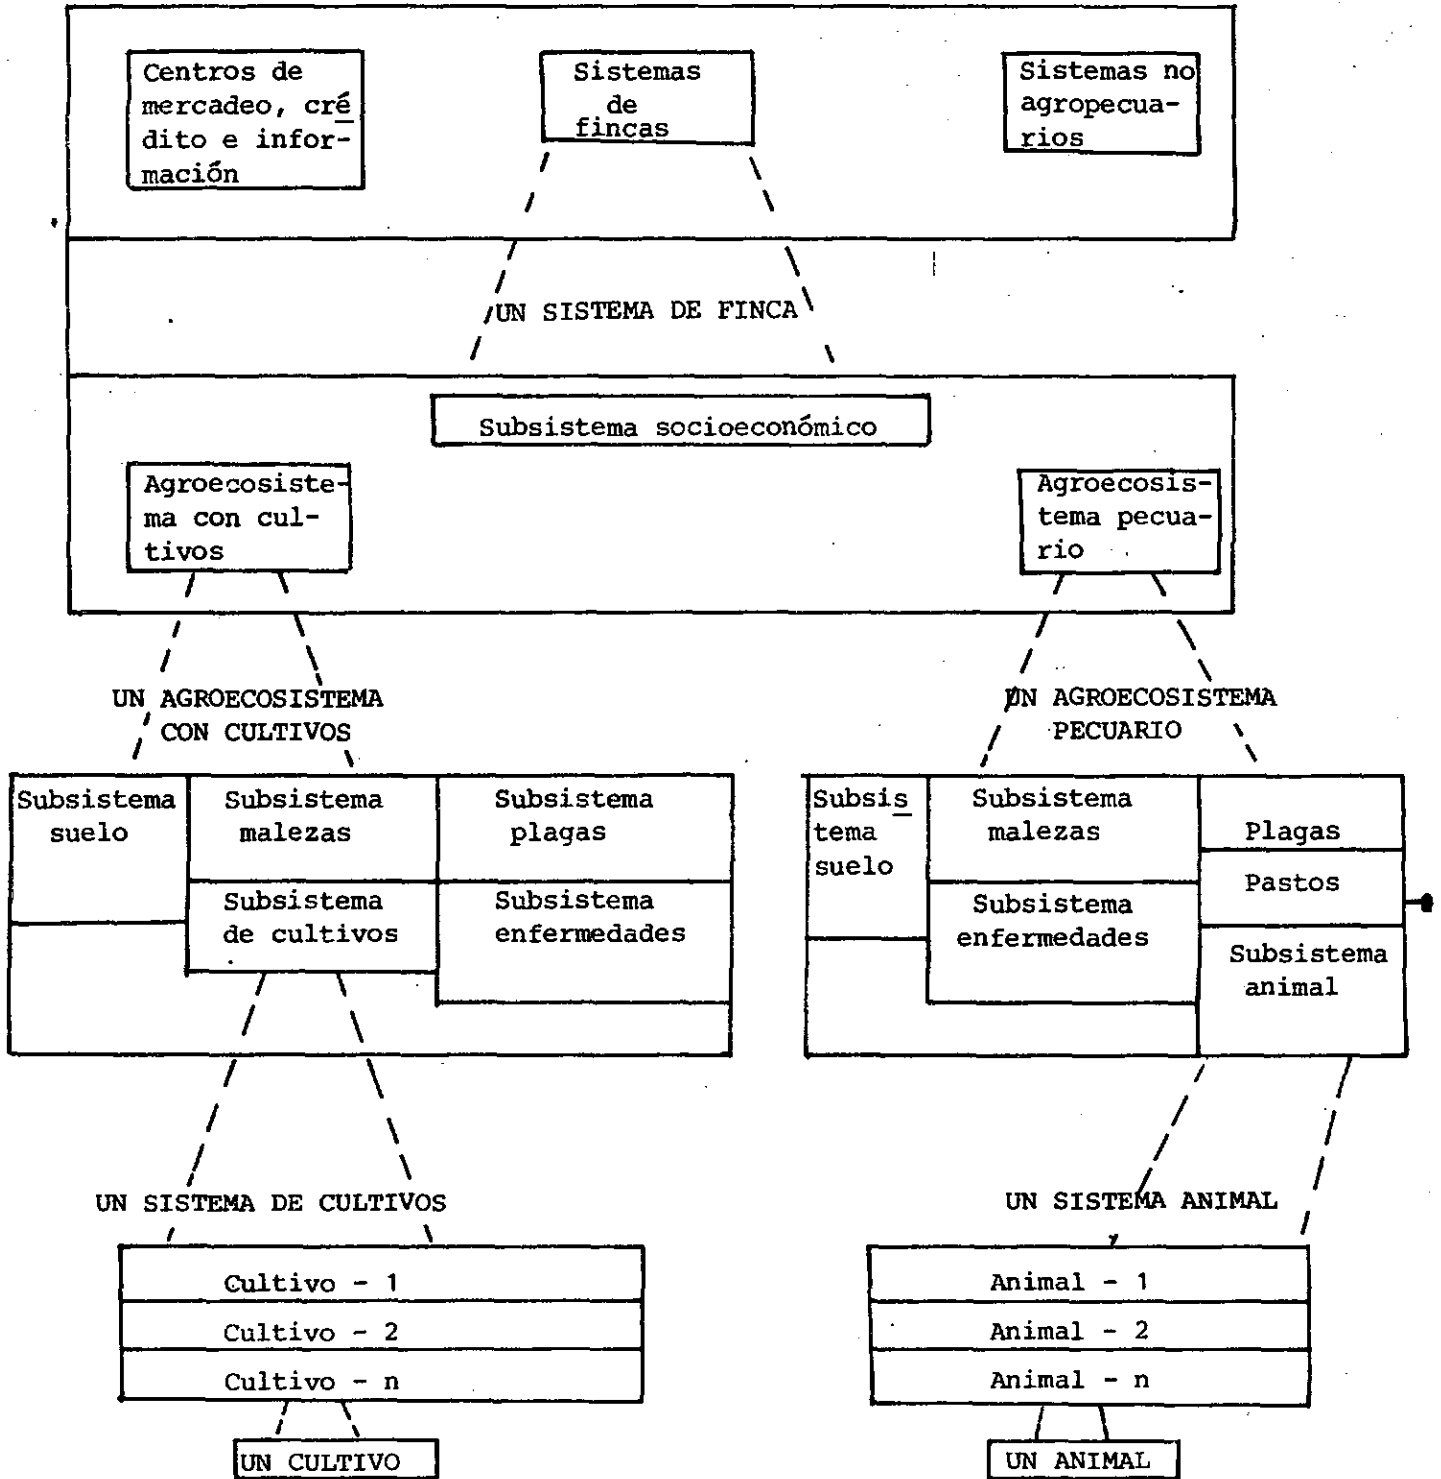 Centros de
mercadeo, cré
dito e infor-
mación
Sistemas
de
fincas
Sistemas no
agropecua-
rios
UN SISTEMA DE FINCA
Subsistema socioeconómico
Agroecosiste-
ma con cul-
tivos
Agroecosis-
tema pecua-
rio
UN AGROECOSISTEMA
CON CULTIVOS
UN AGROECOSISTEMA
PECUARIO
Subsistema
suelo
Subsistema
malezas
Subsistema
plagas
Subsistema
de cultivos
Subsistema
enfermedades
Subsis
tema
suelo
Subsistema
malezas
Plagas
Pastos
Subsistema
enfermedades
Subsistema
animal
UN SISTEMA DE CULTIVOS
UN SISTEMA ANIMAL
Cultivo - 1
Cultivo - 2
Cultivo - n
Animal - 1
Animal - 2
Animal - n
UN CULTIVO
UN ANIMAL